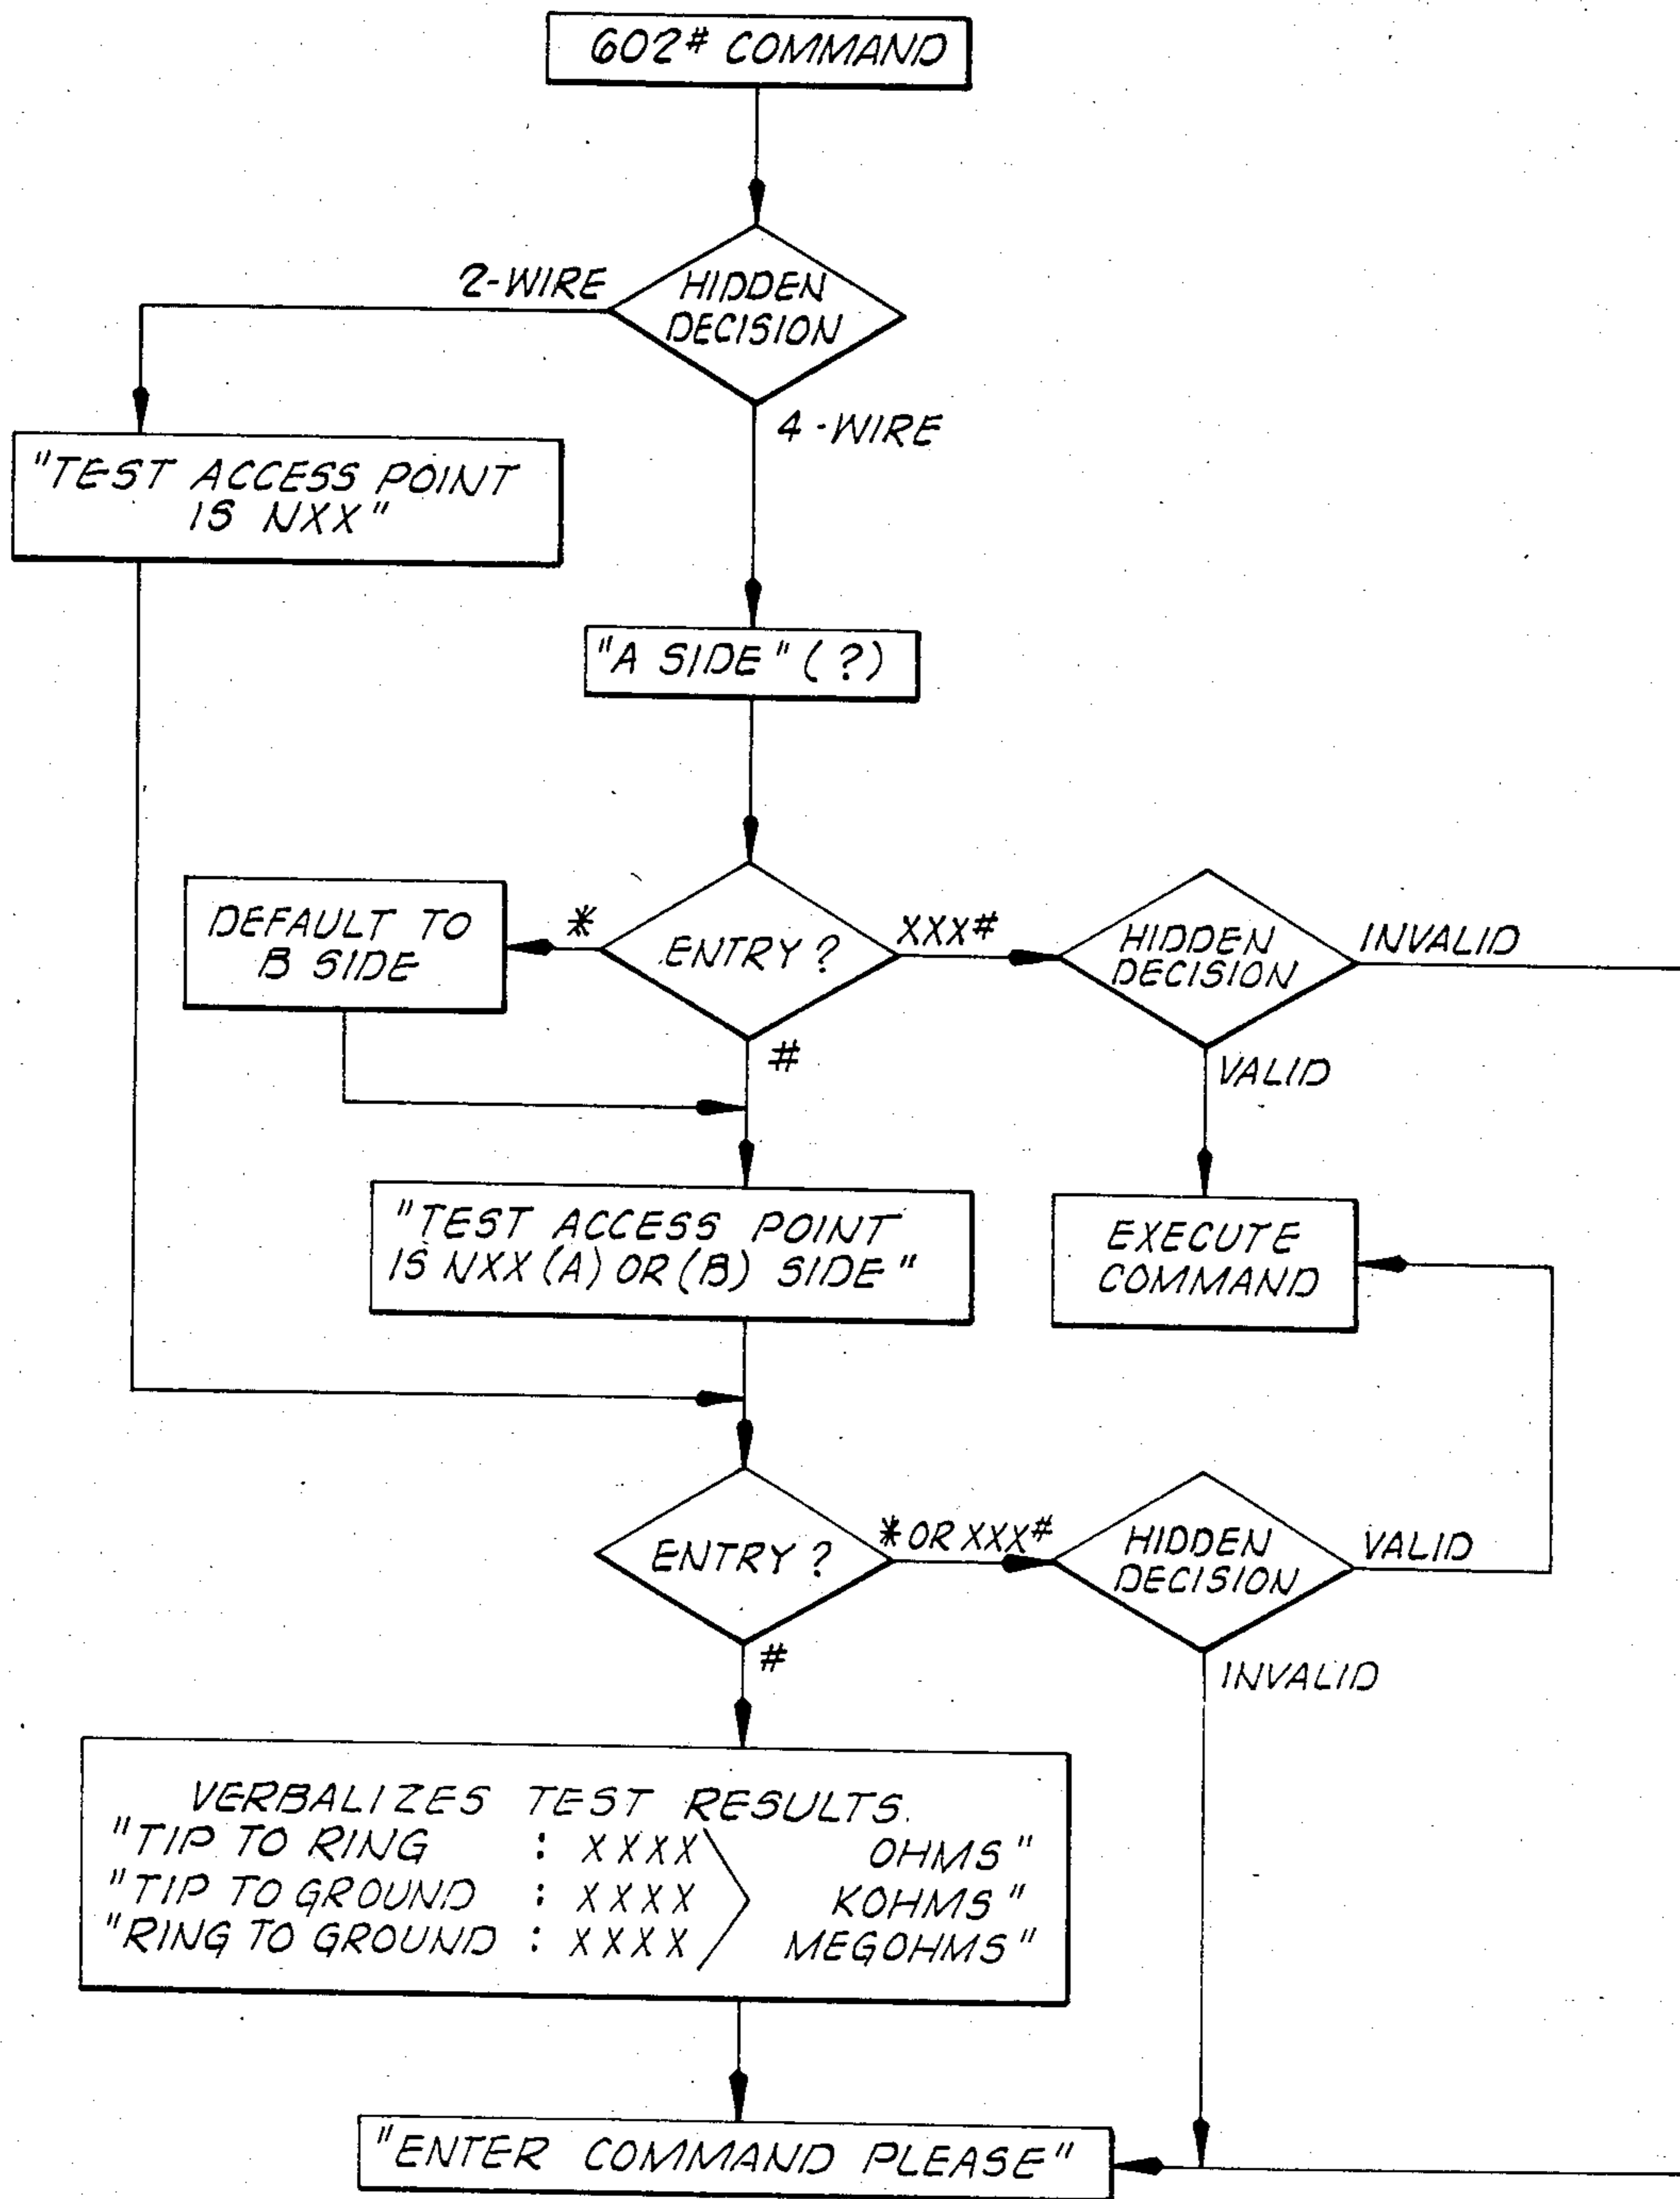 602# COMMAND
2-WIRE
HIDDEN
DECISION
4-WIRE
"TEST ACCESS POINT
IS NXX"
"A SIDE" (?)
DEFAULT TO
B SIDE
*
ENTRY?
XXX#
HIDDEN
DECISION
INVALID
#
VALID
"TEST ACCESS POINT
IS NXX (A) OR (B) SIDE"
EXECUTE
COMMAND
ENTRY?
* OR XXX#
HIDDEN
DECISION
VALID
#
INVALID
VERBALIZES TEST RESULTS.
"TIP TO RING : XXXX OHMS"
"TIP TO GROUND : XXXX KOHMS"
"RING TO GROUND : XXXX MEGOHMS"
"ENTER COMMAND PLEASE"